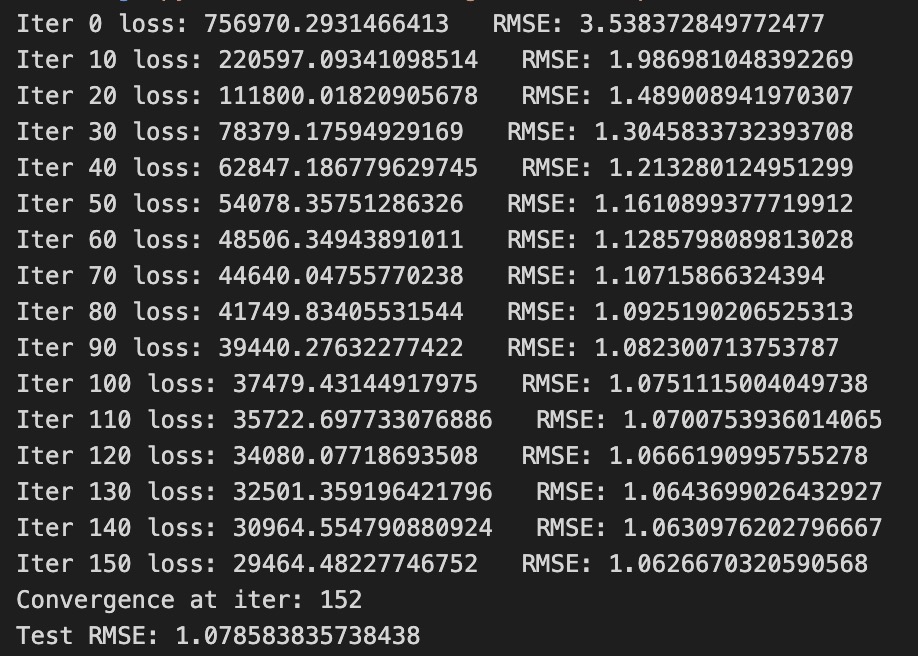 Iter 0 loss: 756970.2931466413   RMSE: 3.538372849772477
Iter 10 loss: 220597.09341098514   RMSE: 1.986981048392269
Iter 20 loss: 111800.01820905678   RMSE: 1.489008941970307
Iter 30 loss: 78379.17594929169   RMSE: 1.3045833732393708
Iter 40 loss: 62847.186779629745   RMSE: 1.213280124951299
Iter 50 loss: 54078.35751286326   RMSE: 1.1610899377719912
Iter 60 loss: 48506.34943891011   RMSE: 1.1285798089813028
Iter 70 loss: 44640.04755770238   RMSE: 1.10715866324394
Iter 80 loss: 41749.83405531544   RMSE: 1.0925190206525313
Iter 90 loss: 39440.27632277422   RMSE: 1.082300713753787
Iter 100 loss: 37479.43144917975   RMSE: 1.0751115004049738
Iter 110 loss: 35722.697733076886   RMSE: 1.0700753936014065
Iter 120 loss: 34080.07718693508   RMSE: 1.0666190995755278
Iter 130 loss: 32501.359196421796   RMSE: 1.0643699026432927
Iter 140 loss: 30964.554790880924   RMSE: 1.0630976202796667
Iter 150 loss: 29464.48227746752   RMSE: 1.0626670320590568
Convergence at iter: 152
Test RMSE: 1.078583835738438